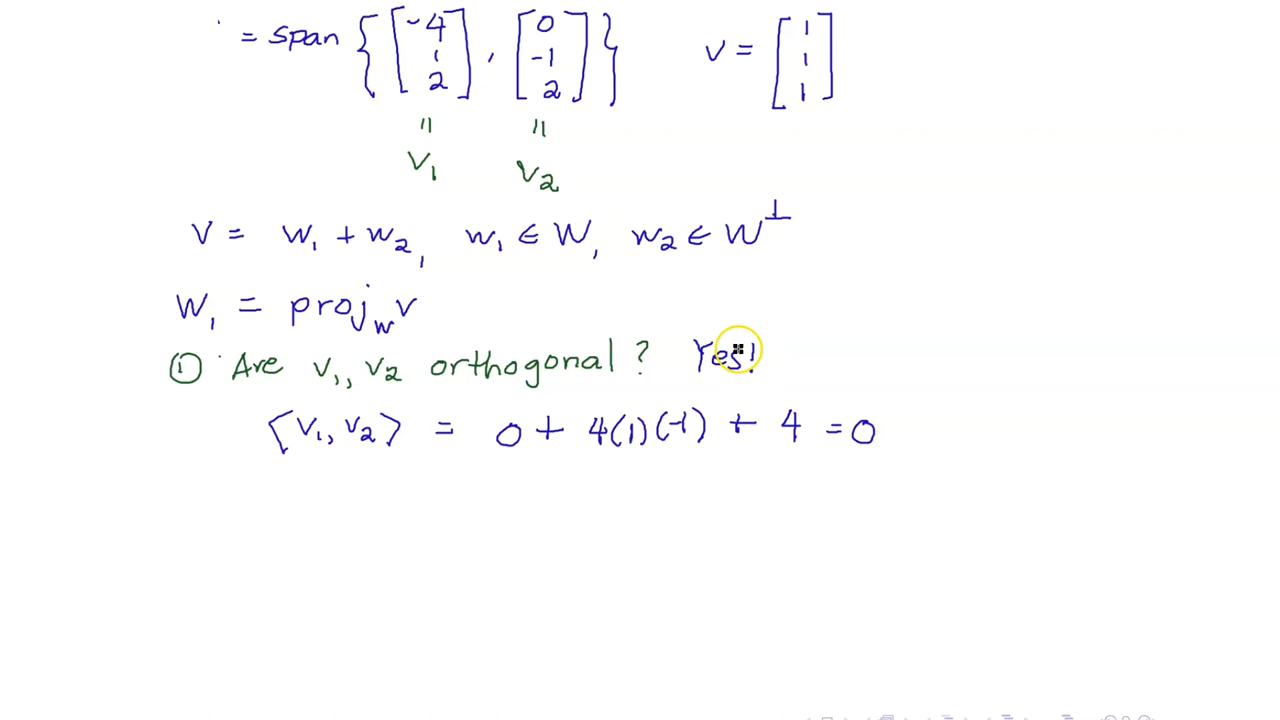 = span { [-4 1 2], [0 -1 2] } v = [1 1 1]
" "
v₁ v₂
v = w₁ + w₂, w₁ ∈ W, w₂ ∈ W⊥
w₁ = proj_W v
① Are v₁, v₂ orthogonal? Yes!
⟨v₁, v₂⟩ = 0 + 4(1)(-1) + 4 = 0